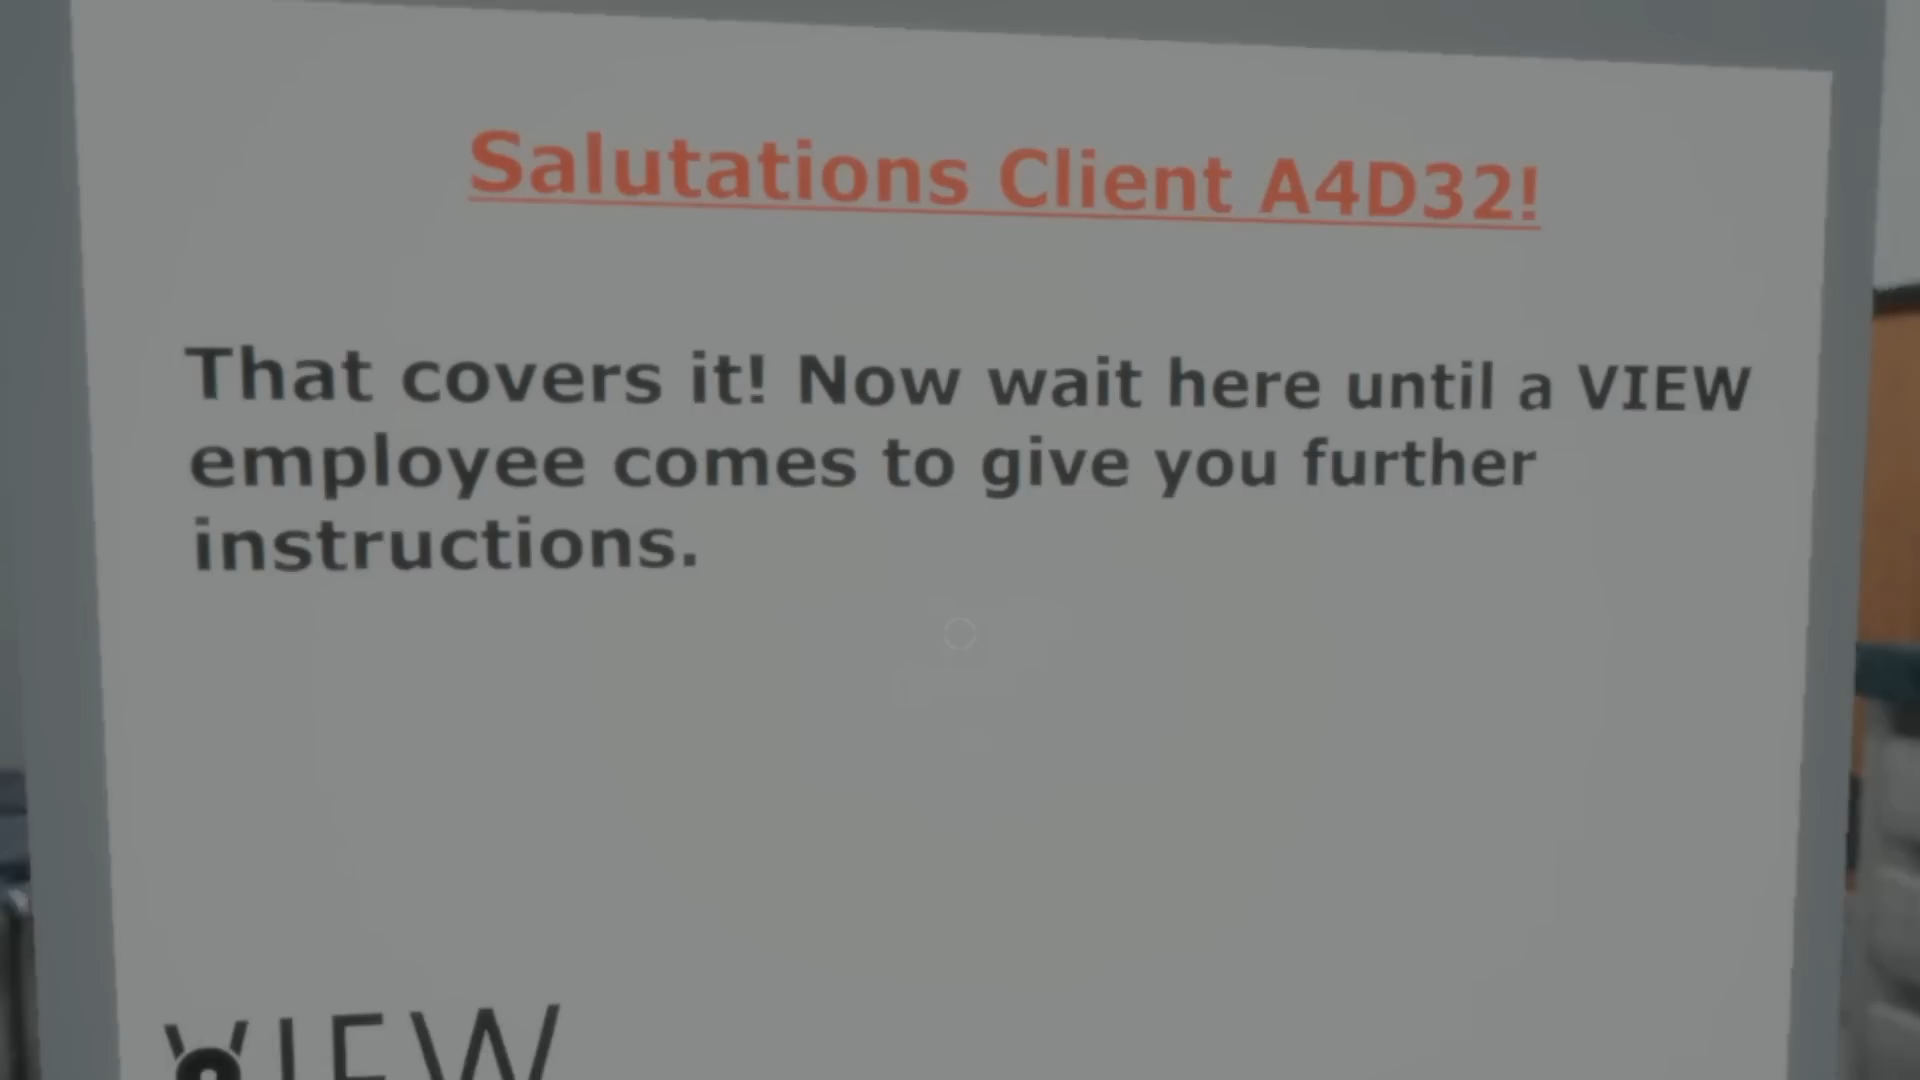 Salutations Client A4D32!
That covers it! Now wait here until a VIEW
employee comes to give you further
instructions.
VIEW